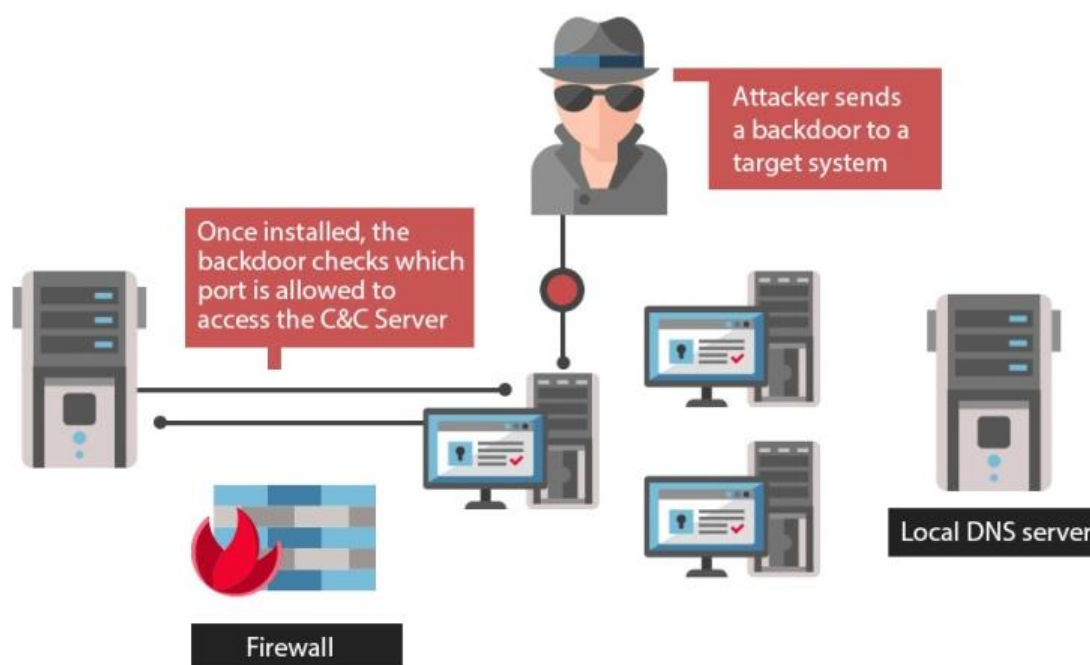 Attacker sends
a backdoor to a
target system
Once installed, the
backdoor checks which
port is allowed to
access the C&C Server
Local DNS server
Firewall